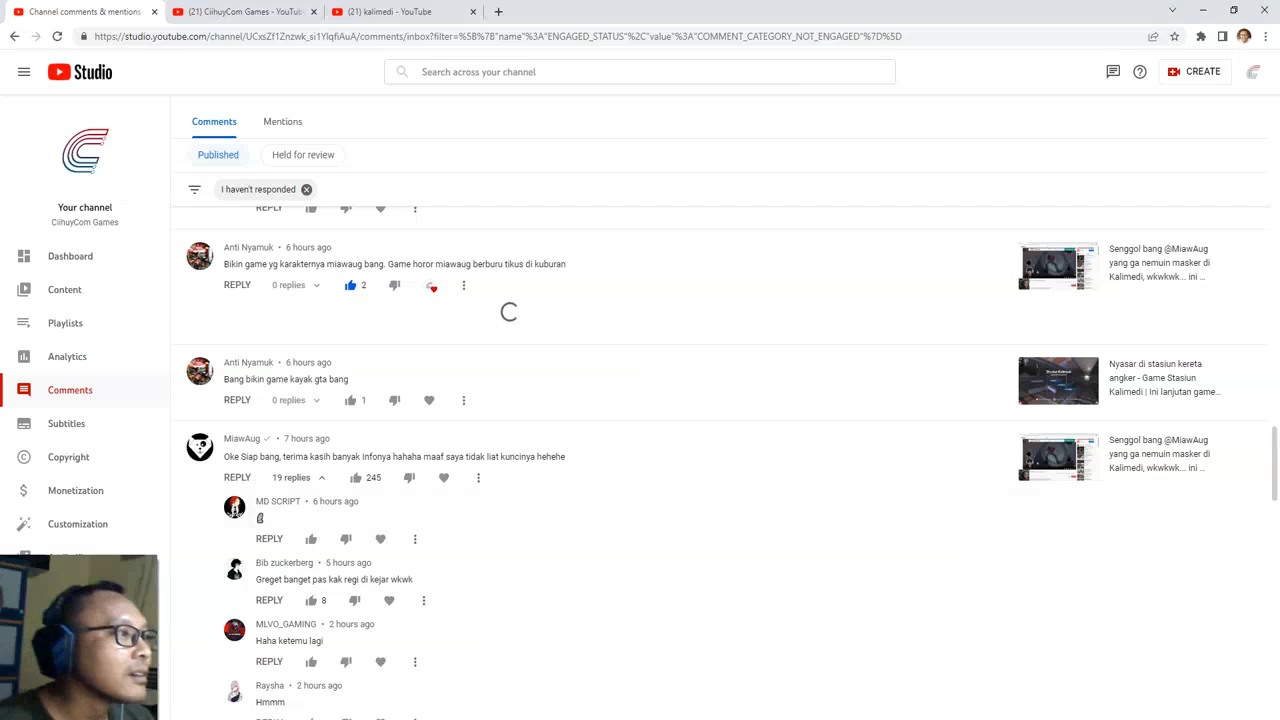 Channel comments & mentions
(21) CiihuyCom Games - YouTube
(21) kalimedi - YouTube
https://studio.youtube.com/channel/UCxsZf1Znzwk_si1YlqfiAuA/comments/inbox?filter=%5B%7B"name"%3A"ENGAGED_STATUS"%2C"value"%3A"COMMENT_CATEGORY_NOT_ENGAGED"%7D%5D
Studio
Search across your channel
CREATE
Comments
Mentions
Published
Held for review
I haven't responded
Your channel
CiihuyCom Games
Dashboard
Content
Playlists
Analytics
Comments
Subtitles
Copyright
Monetization
Customization
REPLY
Anti Nyamuk • 6 hours ago
Bikin game yg karakternya miawaug bang. Game horor miawaug berburu tikus di kuburan
REPLY 0 replies 2
Senggol bang @MiawAug
yang ga nemuin masker di
Kalimedi, wkwkwk... ini ...
Anti Nyamuk • 6 hours ago
Bang bikin game kayak gta bang
REPLY 0 replies 1
Nyasar di stasiun kereta
angker - Game Stasiun
Kalimedi | Ini lanjutan game...
MiawAug • 7 hours ago
Oke Siap bang, terima kasih banyak Infonya hahaha maaf saya tidak liat kuncinya hehehe
REPLY 19 replies 245
Senggol bang @MiawAug
yang ga nemuin masker di
Kalimedi, wkwkwk... ini ...
MD SCRIPT • 6 hours ago
REPLY
Bib zuckerberg • 5 hours ago
Greget banget pas kak regi di kejar wkwk
REPLY 8
MLVO_GAMING • 2 hours ago
Haha ketemu lagi
REPLY
Raysha • 2 hours ago
Hmmm